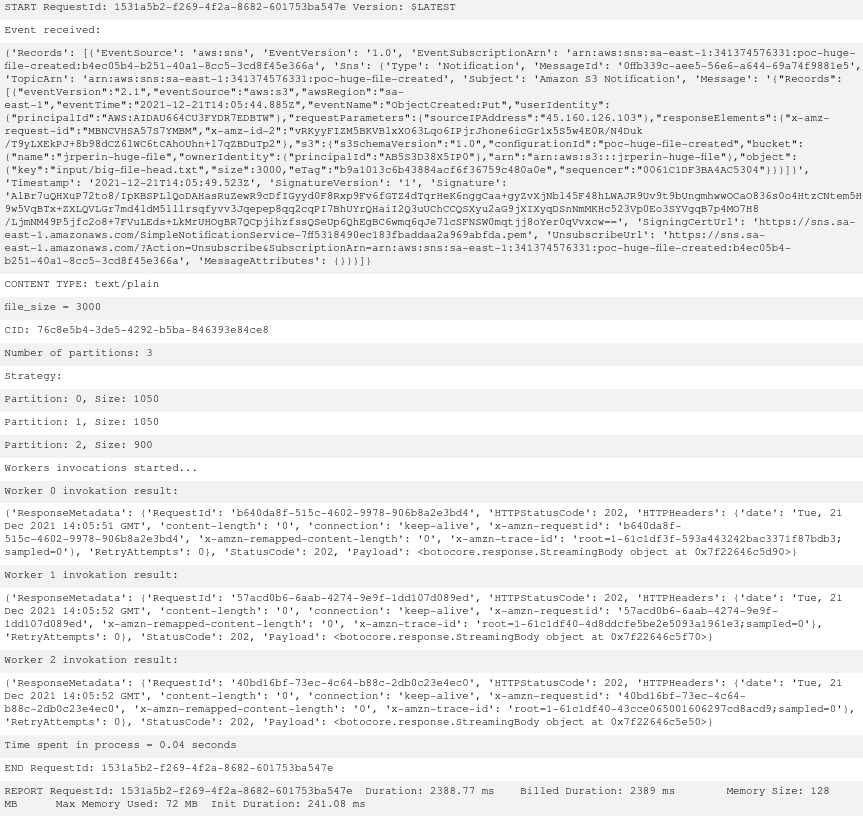 START RequestId: 1531a5b2-f269-4f2a-8682-601753ba547e Version: $LATEST
Event received:
{'Records': [{'EventSource': 'aws:sns', 'EventVersion': '1.0', 'EventSubscriptionArn': 'arn:aws:sns:sa-east-1:341374576331:poc-huge-
file-created:b4ec05b4-b251-40a1-8cc5-3cd8f45e366a', 'Sns': {'Type': 'Notification', 'MessageId': '0ffb339c-aee5-56e6-a644-69a74f9881e5',
'TopicArn': 'arn:aws:sns:sa-east-1:341374576331:poc-huge-file-created', 'Subject': 'Amazon S3 Notification', 'Message': '{"Records":
[{"eventVersion":"2.1","eventSource":"aws:s3","awsRegion":"sa-
east-1","eventTime":"2021-12-21T14:05:44.885Z","eventName":"ObjectCreated:Put","userIdentity":
{"principalId":"AWS:AIDAU664CU3FYDR7EDBTW"},"requestParameters":{"sourceIPAddress":"45.160.126.103"},"responseElements":{"x-amz-
request-id":"MBNCVHSA57S7YMBM","x-amz-id-2":"vRKyyFIZM5BKVBlxXO63Lqo6IPjrJhone6icGr1x5S5w4E0R/N4Duk
/T9yLXEkPJ+8b98dCZ6lWC6tCAhOUhn+l7qZBDuTp2"},"s3":{"s3SchemaVersion":"1.0","configurationId":"poc-huge-file-created","bucket":
{"name":"jrperin-huge-file","ownerIdentity":{"principalId":"AB5S3D38X5IP0"},"arn":"arn:aws:s3:::jrperin-huge-file"},"object":
{"key":"input/big-file-head.txt","size":3000,"eTag":"b9a1013c6b43884acf6f36759c480a0e","sequencer":"0061C1DF3BA4AC5304"}}}]}',
'Timestamp': '2021-12-21T14:05:49.523Z', 'SignatureVersion': '1', 'Signature':
'AlBr7uQHXuP72to8/IpKBSPLlQoDAHasRuZewR9cDfIGyyd0F8Rxp9Fv6fGTZ4dTqrHeK6nggCaa+gyZvXjNbl45F48hLWAJR9Uv9t9bUngmhwwOCaO836s0o4HtzCNtem5H
9w5VqBTx+ZXLQVLGr7md4ldM5lllrsqfyvv3Jqepep8qq2cqPI7BhUYrQHaiI2Q3uUChCCQSXyu2aG9jXIXyqDSnNmMKHc523Vp0Eo3SYVgqB7p4MO7H8
/LjmNM49P5jfc2o8+7FVuLEds+LkMrUHOgBR7QCpjihzfssQSeUp6QhEgBC6wmq6qJe7lcSFNSW0mqtjj8oYer0qVvxcw==', 'SigningCertUrl': 'https://sns.sa-
east-1.amazonaws.com/SimpleNotificationService-7ff5318490ec183fbaddaa2a969abfda.pem', 'UnsubscribeUrl': 'https://sns.sa-
east-1.amazonaws.com/?Action=Unsubscribe&SubscriptionArn=arn:aws:sns:sa-east-1:341374576331:poc-huge-file-created:b4ec05b4-
b251-40a1-8cc5-3cd8f45e366a', 'MessageAttributes': {}}}]}
CONTENT TYPE: text/plain
file_size = 3000
CID: 76c8e5b4-3de5-4292-b5ba-846393e84ce8
Number of partitions: 3
Strategy:
Partition: 0, Size: 1050
Partition: 1, Size: 1050
Partition: 2, Size: 900
Workers invocations started...
Worker 0 invokation result:
{'ResponseMetadata': {'RequestId': 'b640da8f-515c-4602-9978-906b8a2e3bd4', 'HTTPStatusCode': 202, 'HTTPHeaders': {'date': 'Tue, 21
Dec 2021 14:05:51 GMT', 'content-length': '0', 'connection': 'keep-alive', 'x-amzn-requestid': 'b640da8f-
515c-4602-9978-906b8a2e3bd4', 'x-amzn-remapped-content-length': '0', 'x-amzn-trace-id': 'root=1-61c1df3f-593a443242bac3371f87bdb3;
sampled=0'}, 'RetryAttempts': 0}, 'StatusCode': 202, 'Payload': <botocore.response.StreamingBody object at 0x7f22646c5d90>}
Worker 1 invokation result:
{'ResponseMetadata': {'RequestId': '57acd0b6-6aab-4274-9e9f-1dd107d089ed', 'HTTPStatusCode': 202, 'HTTPHeaders': {'date': 'Tue, 21
Dec 2021 14:05:52 GMT', 'content-length': '0', 'connection': 'keep-alive', 'x-amzn-requestid': '57acd0b6-6aab-4274-9e9f-
1dd107d089ed', 'x-amzn-remapped-content-length': '0', 'x-amzn-trace-id': 'root=1-61c1df40-4d8ddcfe5be2e5093a1961e3;sampled=0'},
'RetryAttempts': 0}, 'StatusCode': 202, 'Payload': <botocore.response.StreamingBody object at 0x7f22646c5f70>}
Worker 2 invokation result:
{'ResponseMetadata': {'RequestId': '40bd16bf-73ec-4c64-b88c-2db0c23e4ec0', 'HTTPStatusCode': 202, 'HTTPHeaders': {'date': 'Tue, 21
Dec 2021 14:05:52 GMT', 'content-length': '0', 'connection': 'keep-alive', 'x-amzn-requestid': '40bd16bf-73ec-4c64-
b88c-2db0c23e4ec0', 'x-amzn-remapped-content-length': '0', 'x-amzn-trace-id': 'root=1-61c1df40-43cce065001606297cd8acd9;sampled=0'},
'RetryAttempts': 0}, 'StatusCode': 202, 'Payload': <botocore.response.StreamingBody object at 0x7f22646c5e50>}
Time spent in process = 0.04 seconds
END RequestId: 1531a5b2-f269-4f2a-8682-601753ba547e
REPORT RequestId: 1531a5b2-f269-4f2a-8682-601753ba547e Duration: 2388.77 ms Billed Duration: 2389 ms Memory Size: 128
MB Max Memory Used: 72 MB Init Duration: 241.08 ms